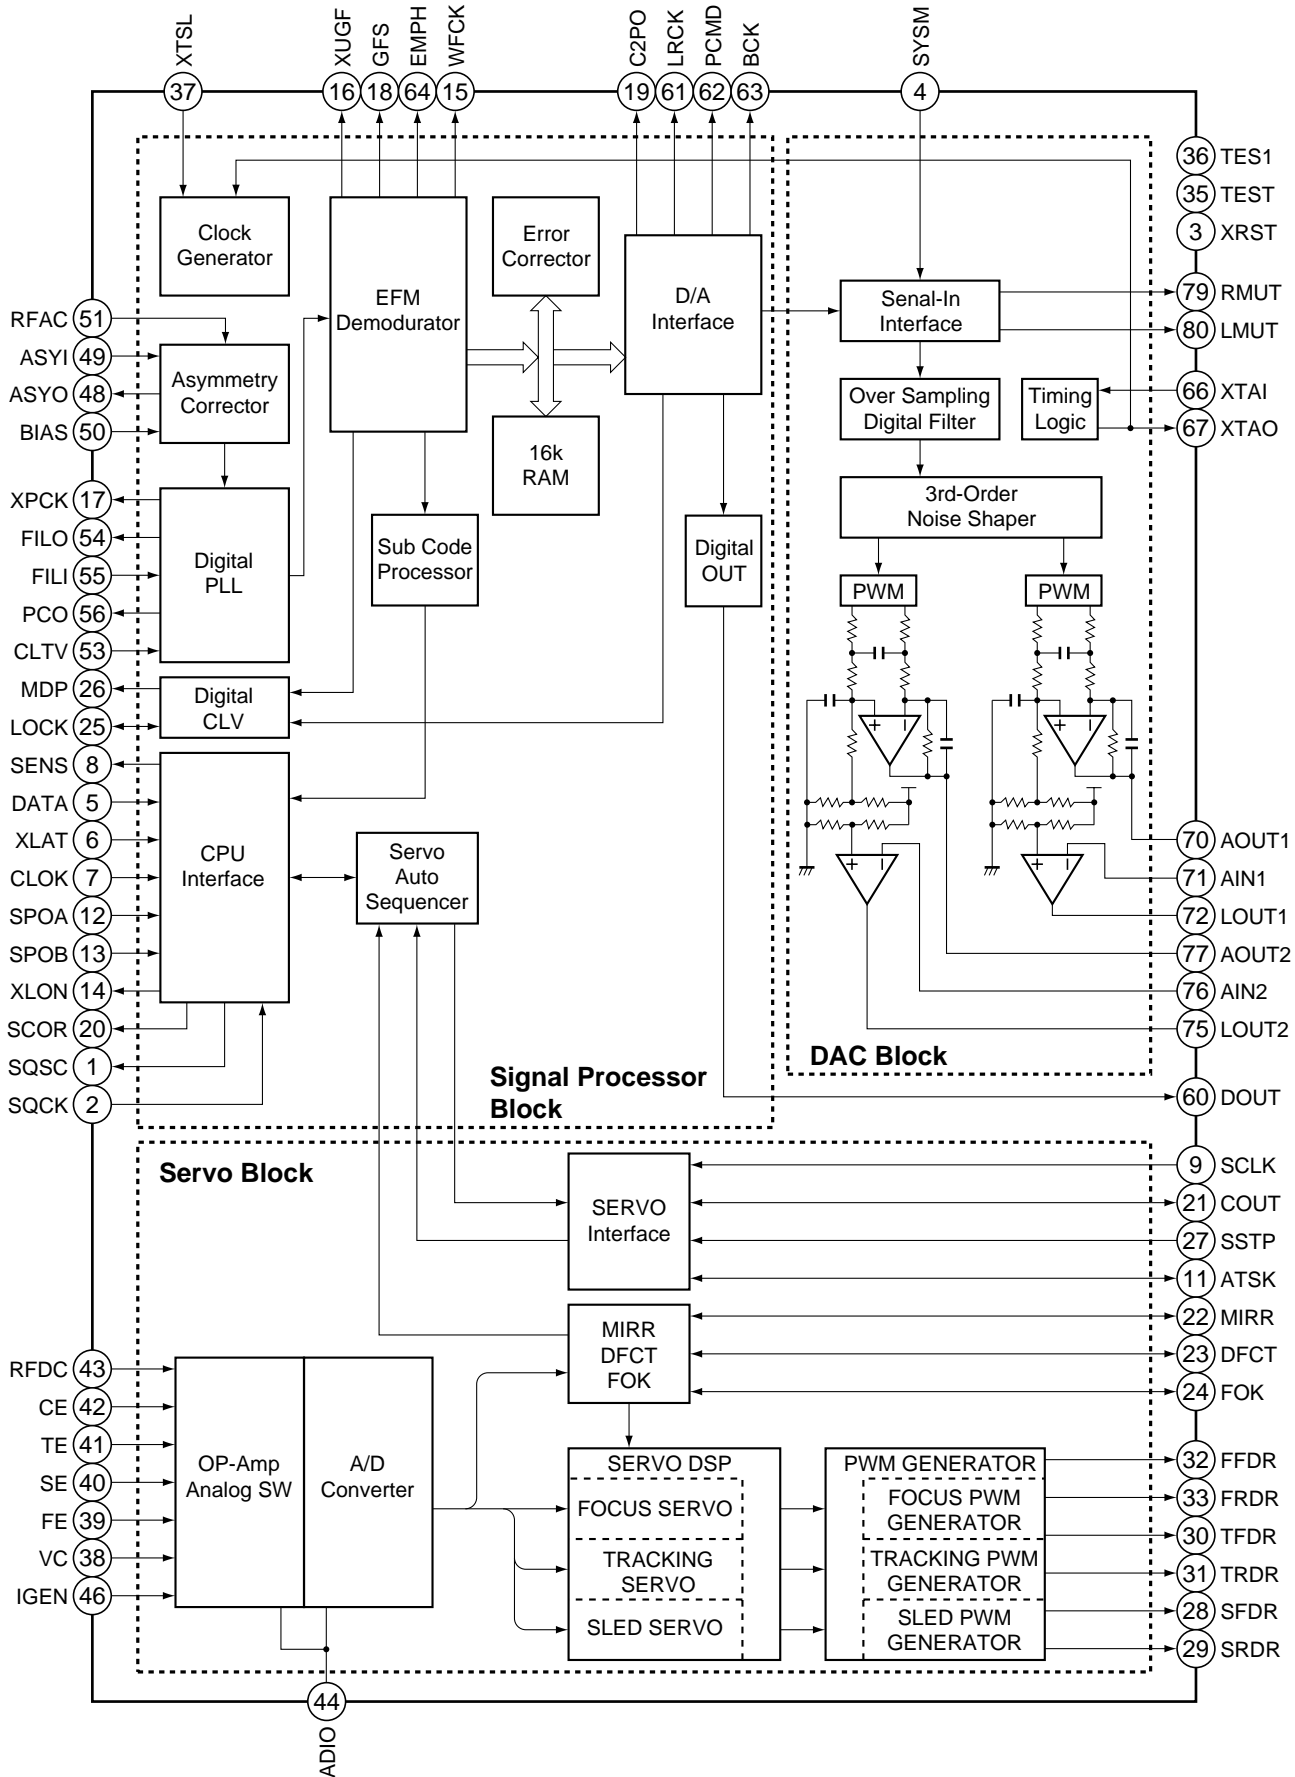 XTSL
XUGF
GFS
EMPH
WFCK
C2PO
LRCK
PCMD
BCK
SYSM
37
16
18
64
15
19
61
62
63
4
36 TES1
35 TEST
3 XRST
79 RMUT
80 LMUT
66 XTAI
67 XTAO
70 AOUT1
71 AIN1
72 LOUT1
77 AOUT2
76 AIN2
75 LOUT2
60 DOUT
9 SCLK
21 COUT
27 SSTP
11 ATSK
22 MIRR
23 DFCT
24 FOK
32 FFDR
33 FRDR
30 TFDR
31 TRDR
28 SFDR
29 SRDR
RFAC 51
ASYI 49
ASYO 48
BIAS 50
XPCK 17
FILO 54
FILI 55
PCO 56
CLTV 53
MDP 26
LOCK 25
SENS 8
DATA 5
XLAT 6
CLOK 7
SPOA 12
SPOB 13
XLON 14
SCOR 20
SQSC 1
SQCK 2
RFDC 43
CE 42
TE 41
SE 40
FE 39
VC 38
IGEN 46
44
ADIO
Clock
Generator
EFM
Demodurator
Error
Corrector
D/A
Interface
Asymmetry
Corrector
16k
RAM
Digital
PLL
Sub Code
Processor
Digital
OUT
Digital
CLV
CPU
Interface
Servo
Auto
Sequencer
Signal Processor
Block
Senal-In
Interface
Over Sampling
Digital Filter
Timing
Logic
3rd-Order
Noise Shaper
PWM
PWM
+ −
+ −
+ −
+ −
DAC Block
Servo Block
SERVO
Interface
MIRR
DFCT
FOK
OP-Amp
Analog SW
A/D
Converter
SERVO DSP
FOCUS SERVO
TRACKING
SERVO
SLED SERVO
PWM GENERATOR
FOCUS PWM
GENERATOR
TRACKING PWM
GENERATOR
SLED PWM
GENERATOR